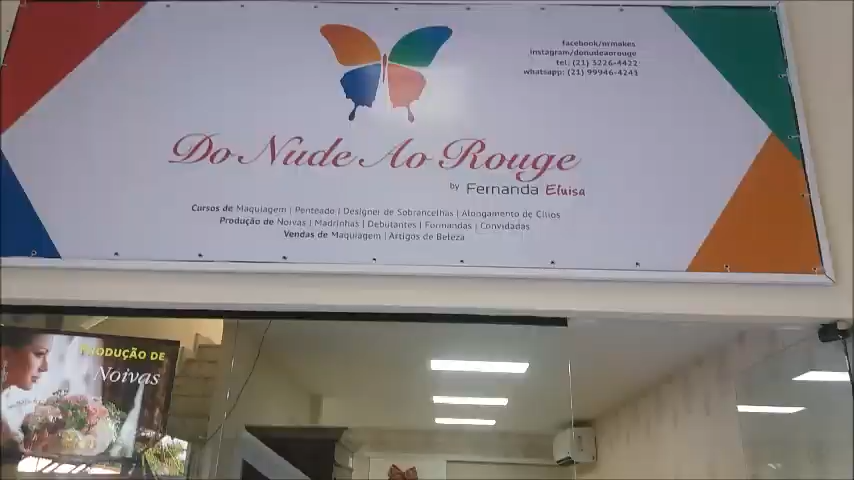 facebook/mrmakes
instagram/donudeaorouge
tel: (21) 3226-4422
whatsapp: (21) 99946-4243
Do Nude Ao Rouge
by Fernanda Eluisa
Cursos de Maquiagem | Penteado | Designer de Sobrancelhas | Alongamento de Cílios
Produção de Noivas | Madrinhas | Debutantes | Formandas | Convidadas
Vendas de Maquiagem | Artigos de Beleza
PRODUÇÃO DE
Noivas